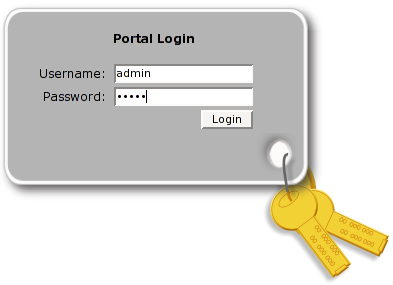 Portal Login
Username: admin
Password: •••••
Login